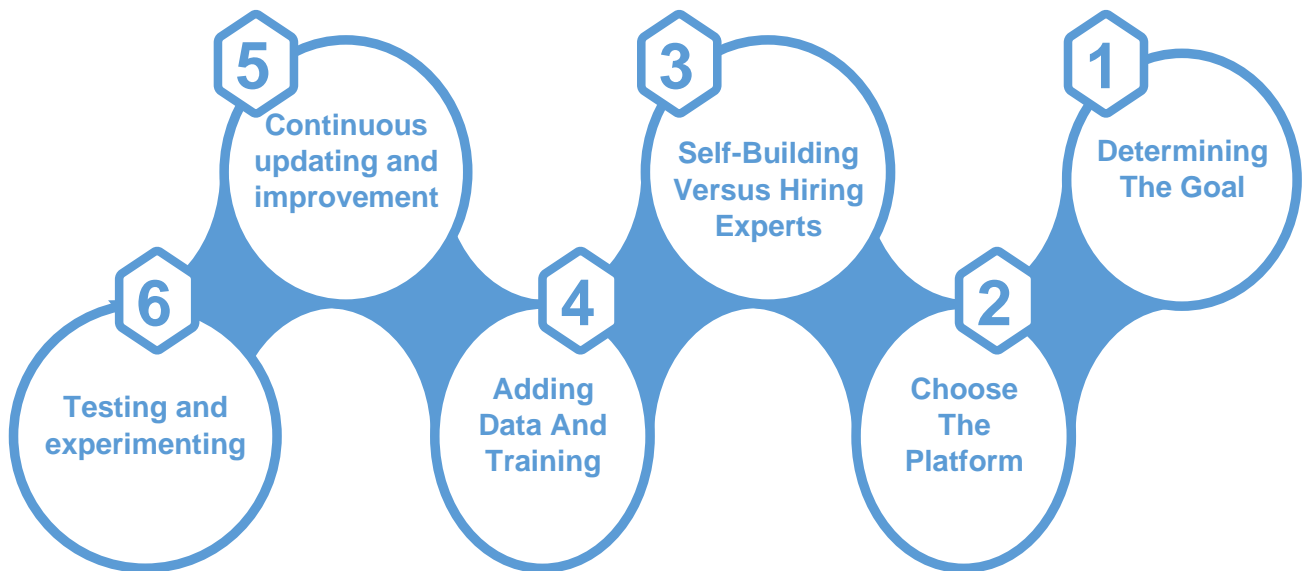 1
Determining
The Goal
2
Choose
The
Platform
3
Self-Building
Versus Hiring
Experts
4
Adding
Data And
Training
5
Continuous
updating and
improvement
6
Testing and
experimenting